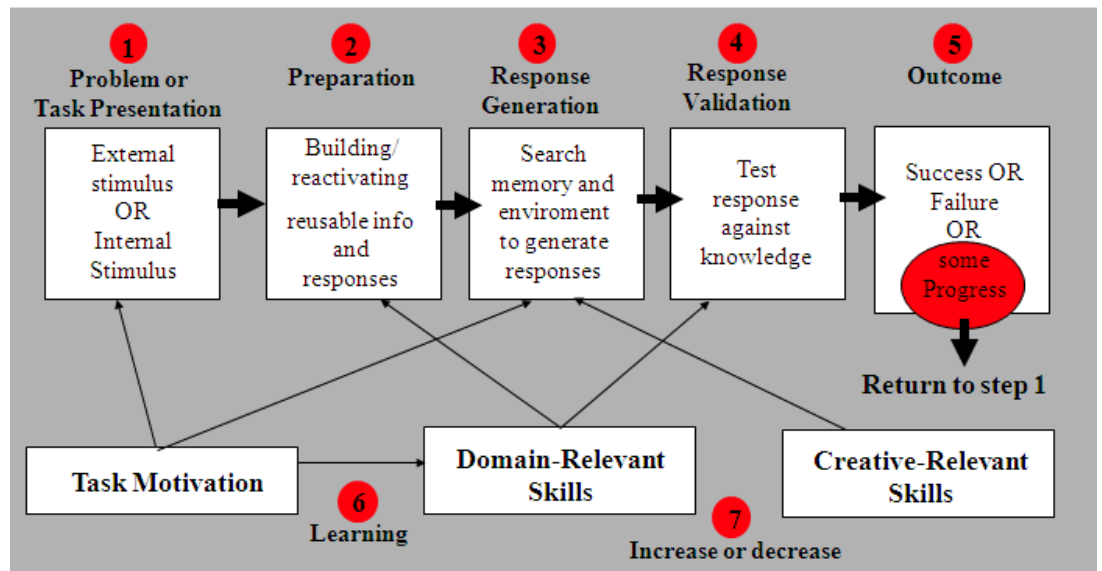 1
Problem or
Task Presentation
External
stimulus
OR
Internal
Stimulus
2
Preparation
Building/
reactivating
reusable info
and
responses
3
Response
Generation
Search
memory and
enviroment
to generate
responses
4
Response
Validation
Test
response
against
knowledge
5
Outcome
Success OR
Failure
OR
some
Progress
Return to step 1
Task Motivation
Domain-Relevant
Skills
Creative-Relevant
Skills
6
Learning
7
Increase or decrease